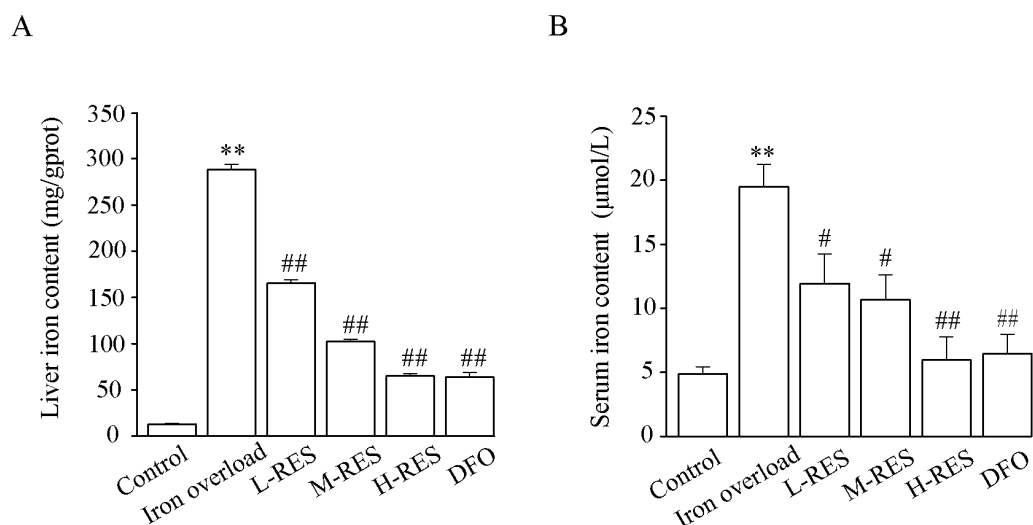 A
Liver iron content (mg/gprot)
350
300
250
200
150
100
50
0
**
##
##
##
##
Control
Iron overload
L-RES
M-RES
H-RES
DFO
B
Serum iron content (μmol/L)
25
20
15
10
5
0
**
#
#
##
##
Control
Iron overload
L-RES
M-RES
H-RES
DFO